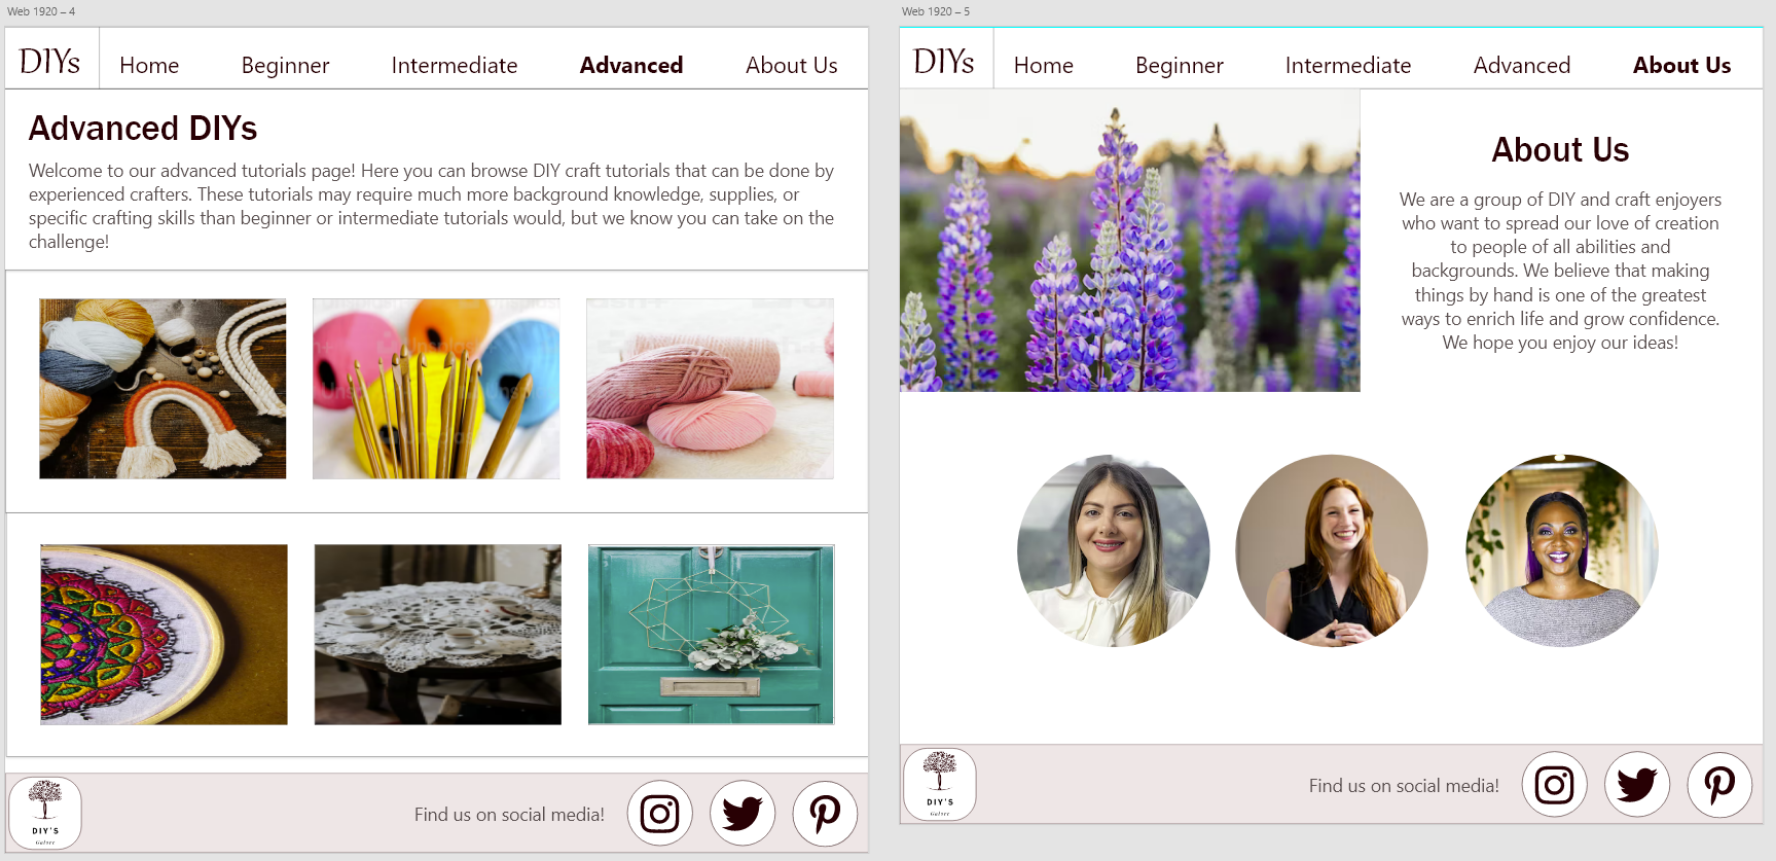 Web 1920 – 4
DIYs
Home
Beginner
Intermediate
Advanced
About Us
Advanced DIYs
Welcome to our advanced tutorials page! Here you can browse DIY craft tutorials that can be done by
experienced crafters. These tutorials may require much more background knowledge, supplies, or
specific crafting skills than beginner or intermediate tutorials would, but we know you can take on the
challenge!
DIY'S
Find us on social media!
Web 1920 – 5
DIYs
Home
Beginner
Intermediate
Advanced
About Us
About Us
We are a group of DIY and craft enjoyers
who want to spread our love of creation
to people of all abilities and
backgrounds. We believe that making
things by hand is one of the greatest
ways to enrich life and grow confidence.
We hope you enjoy our ideas!
DIY'S
Find us on social media!